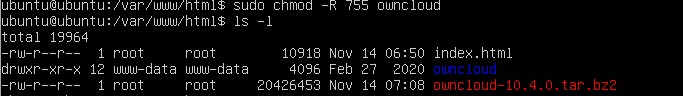 ubuntu@ubuntu:/var/www/html$ sudo chmod -R 755 owncloud
ubuntu@ubuntu:/var/www/html$ ls -l
total 19964
-rw-r--r-- 1 root root 10918 Nov 14 06:50 index.html
drwxr-xr-x 12 www-data www-data 4096 Feb 27 2020 owncloud
-rw-r--r-- 1 root root 20426453 Nov 14 07:08 owncloud-10.4.0.tar.bz2